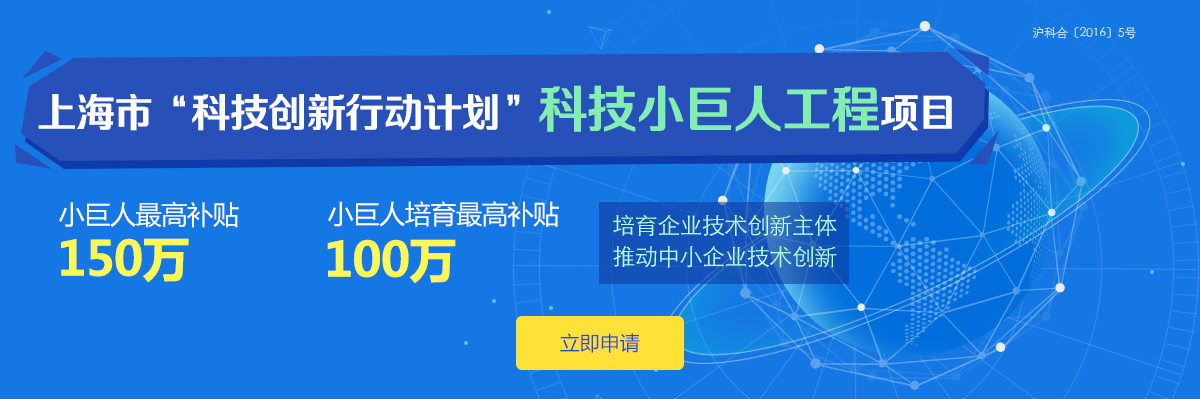 沪科合〔2016〕5号
上海市“科技创新行动计划”科技小巨人工程项目
小巨人最高补贴
150万
小巨人培育最高补贴
100万
培育企业技术创新主体
推动中小企业技术创新
立即申请